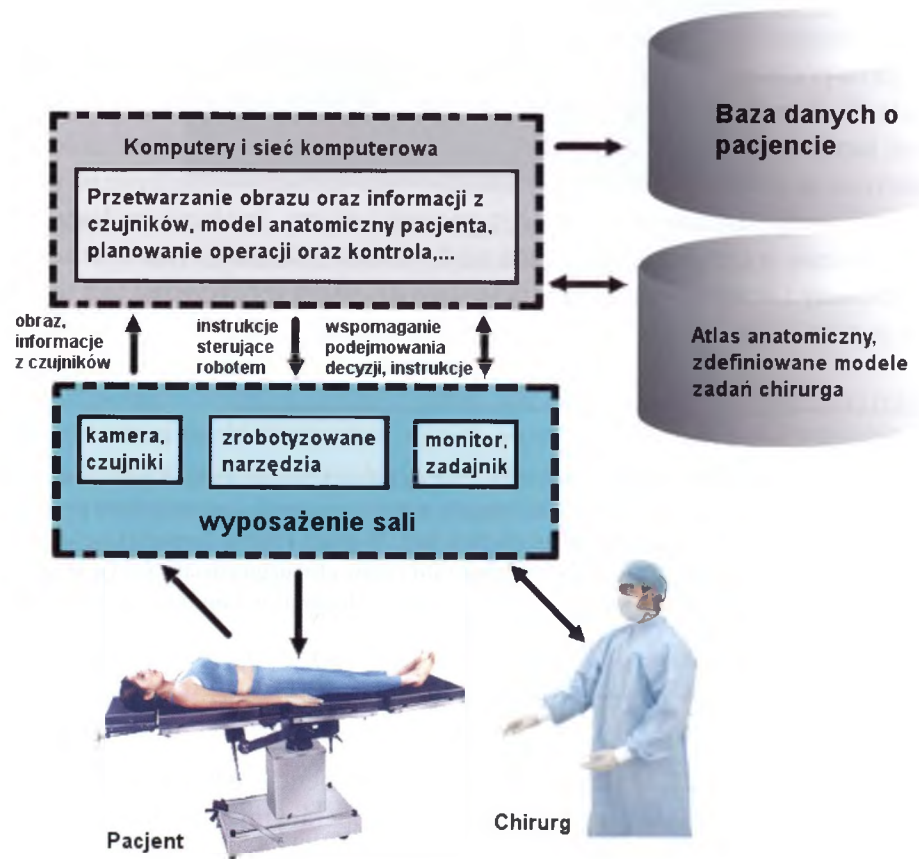 Baza danych o
pacjencie
Komputery i sieć komputerowa
Przetwarzanie obrazu oraz informacji z
czujników, model anatomiczny pacjenta,
planowanie operacji oraz kontrola,...
obraz,
informacje
z czujników
instrukcje
sterujące
robotem
wspomaganie
podejmowania
decyzji, instrukcje
Atlas anatomiczny,
zdefiniowane modele
zadań chirurga
kamera,
czujniki
zrobotyzowane
narzędzia
monitor,
zadajnik
wyposażenie sali
Pacjent
Chirurg